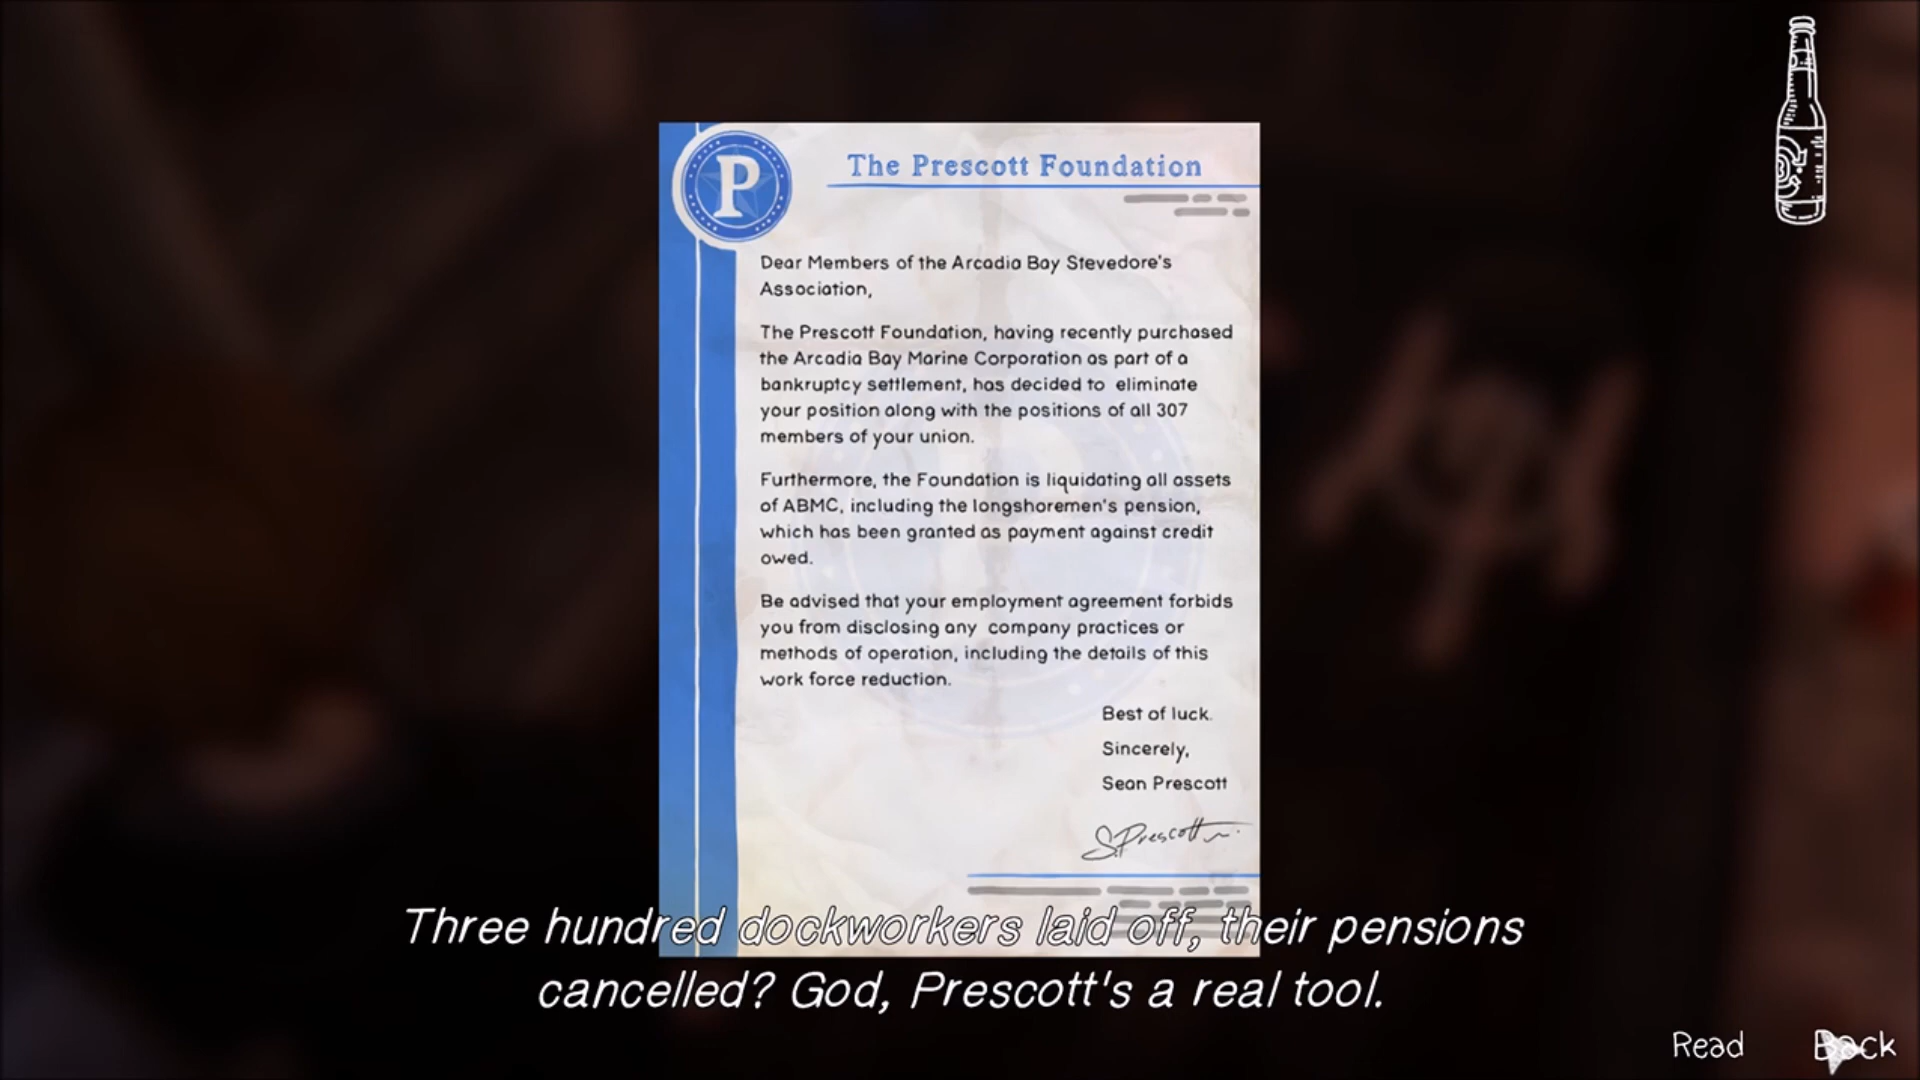 P
The Prescott Foundation
Dear Members of the Arcadia Bay Stevedore's
Association,
The Prescott Foundation, having recently purchased
the Arcadia Bay Marine Corporation as part of a
bankruptcy settlement, has decided to eliminate
your position along with the positions of all 307
members of your union.
Furthermore, the Foundation is liquidating all assets
of ABMC, including the longshoremen's pension,
which has been granted as payment against credit
owed.
Be advised that your employment agreement forbids
you from disclosing any company practices or
methods of operation, including the details of this
work force reduction.
Best of luck.
Sincerely,
Sean Prescott
S.Prescott
Three hundred dockworkers laid off, their pensions
cancelled? God, Prescott's a real tool.
Read Back